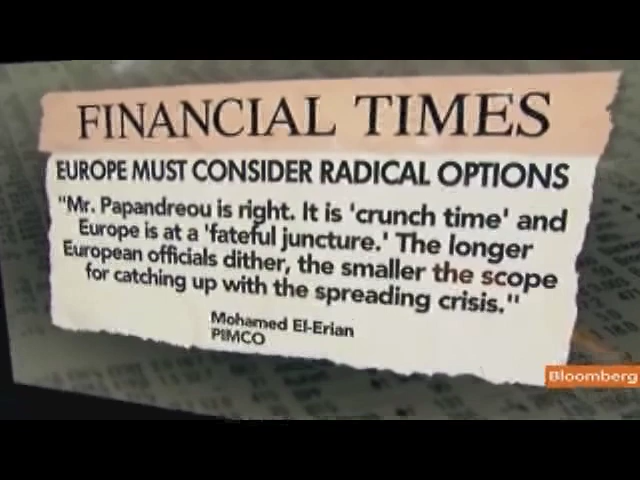 FINANCIAL TIMES
EUROPE MUST CONSIDER RADICAL OPTIONS
"Mr. Papandreou is right. It is 'crunch time' and
Europe is at a 'fateful juncture.' The longer
European officials dither, the smaller the scope
for catching up with the spreading crisis."
Mohamed El-Erian
PIMCO
Bloomberg